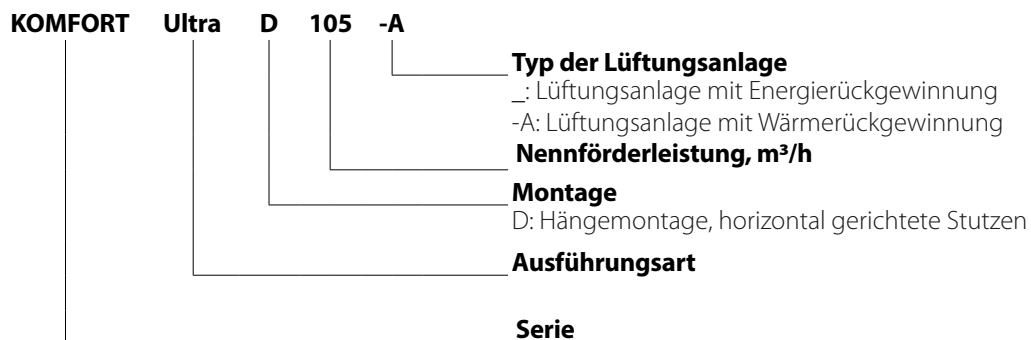 KOMFORT Ultra D 105 -A
Typ der Lüftungsanlage
_: Lüftungsanlage mit Energierückgewinnung
-A: Lüftungsanlage mit Wärmerückgewinnung
Nennförderleistung, m³/h
Montage
D: Hängemontage, horizontal gerichtete Stutzen
Ausführungsart
Serie